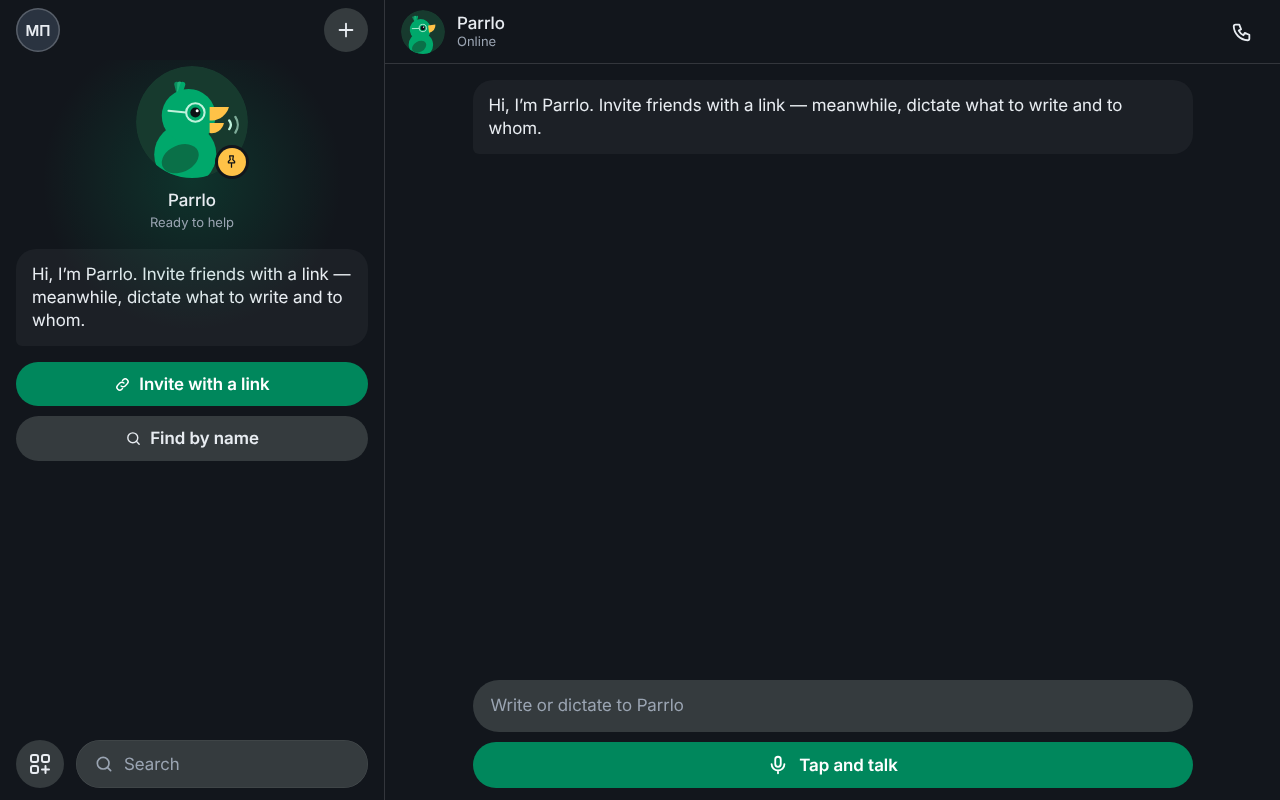 МП
Parrlo
Ready to help
Hi, I’m Parrlo. Invite friends with a link —
meanwhile, dictate what to write and to
whom.
Invite with a link
Find by name
Search
Parrlo
Online
Hi, I’m Parrlo. Invite friends with a link — meanwhile, dictate what to write and to
whom.
Write or dictate to Parrlo
Tap and talk